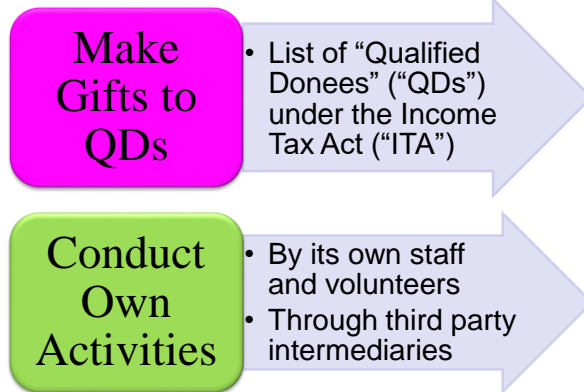 Make
Gifts to
QDs
• List of “Qualified
Donees” (“QDs”)
under the Income
Tax Act (“ITA”)
Conduct
Own
Activities
• By its own staff
and volunteers
• Through third party
intermediaries